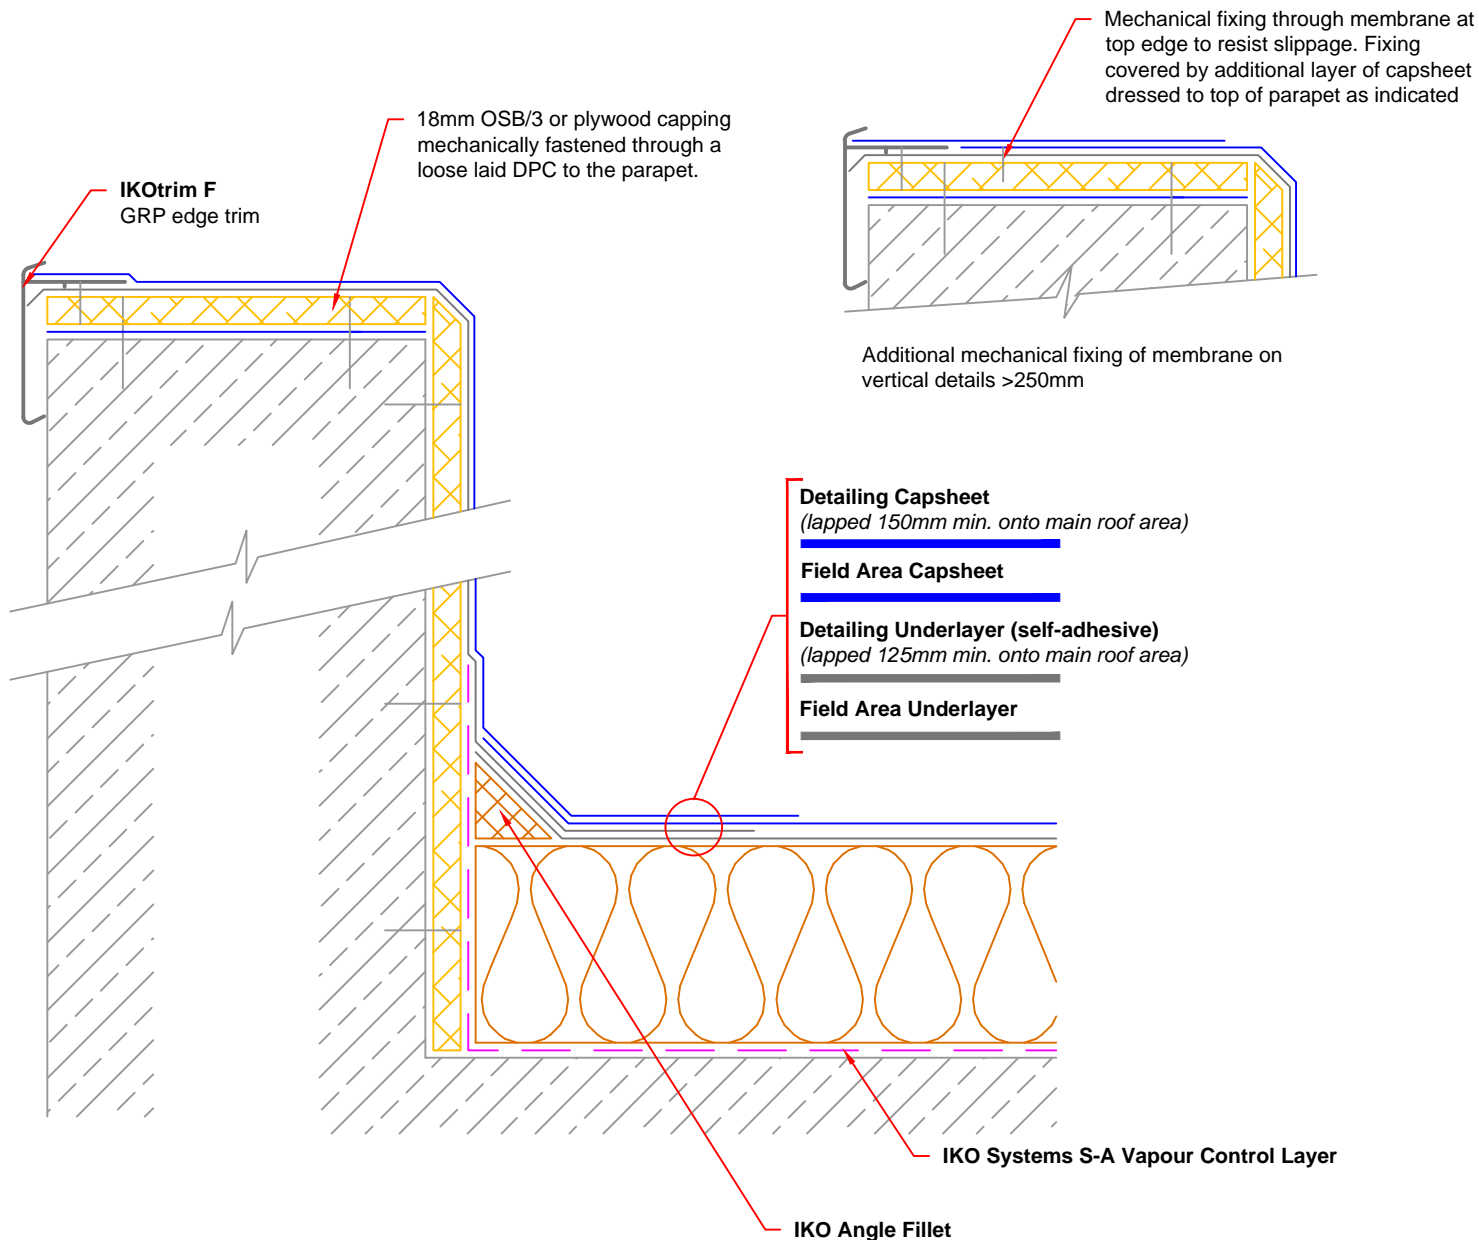 Mechanical fixing through membrane at
top edge to resist slippage. Fixing
covered by additional layer of capsheet
dressed to top of parapet as indicated
18mm OSB/3 or plywood capping
mechanically fastened through a
loose laid DPC to the parapet.
IKOtrim F
GRP edge trim
Additional mechanical fixing of membrane on
vertical details >250mm
Detailing Capsheet
(lapped 150mm min. onto main roof area)
Field Area Capsheet
Detailing Underlayer (self-adhesive)
(lapped 125mm min. onto main roof area)
Field Area Underlayer
IKO Systems S-A Vapour Control Layer
IKO Angle Fillet